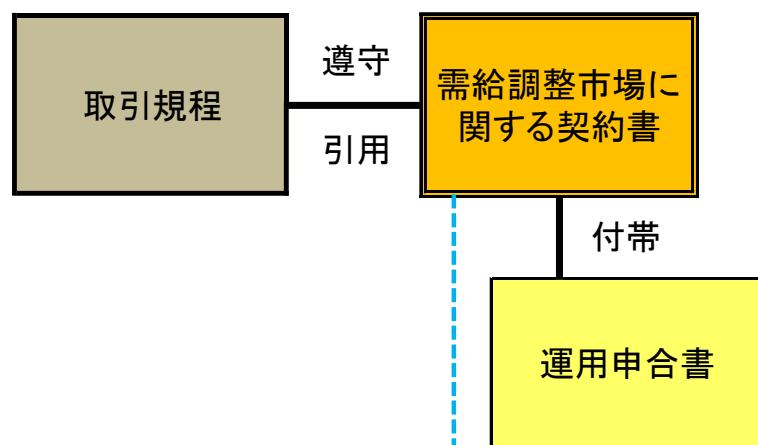 取引規程
遵守
引用
需給調整市場に
関する契約書
付帯
運用申合書